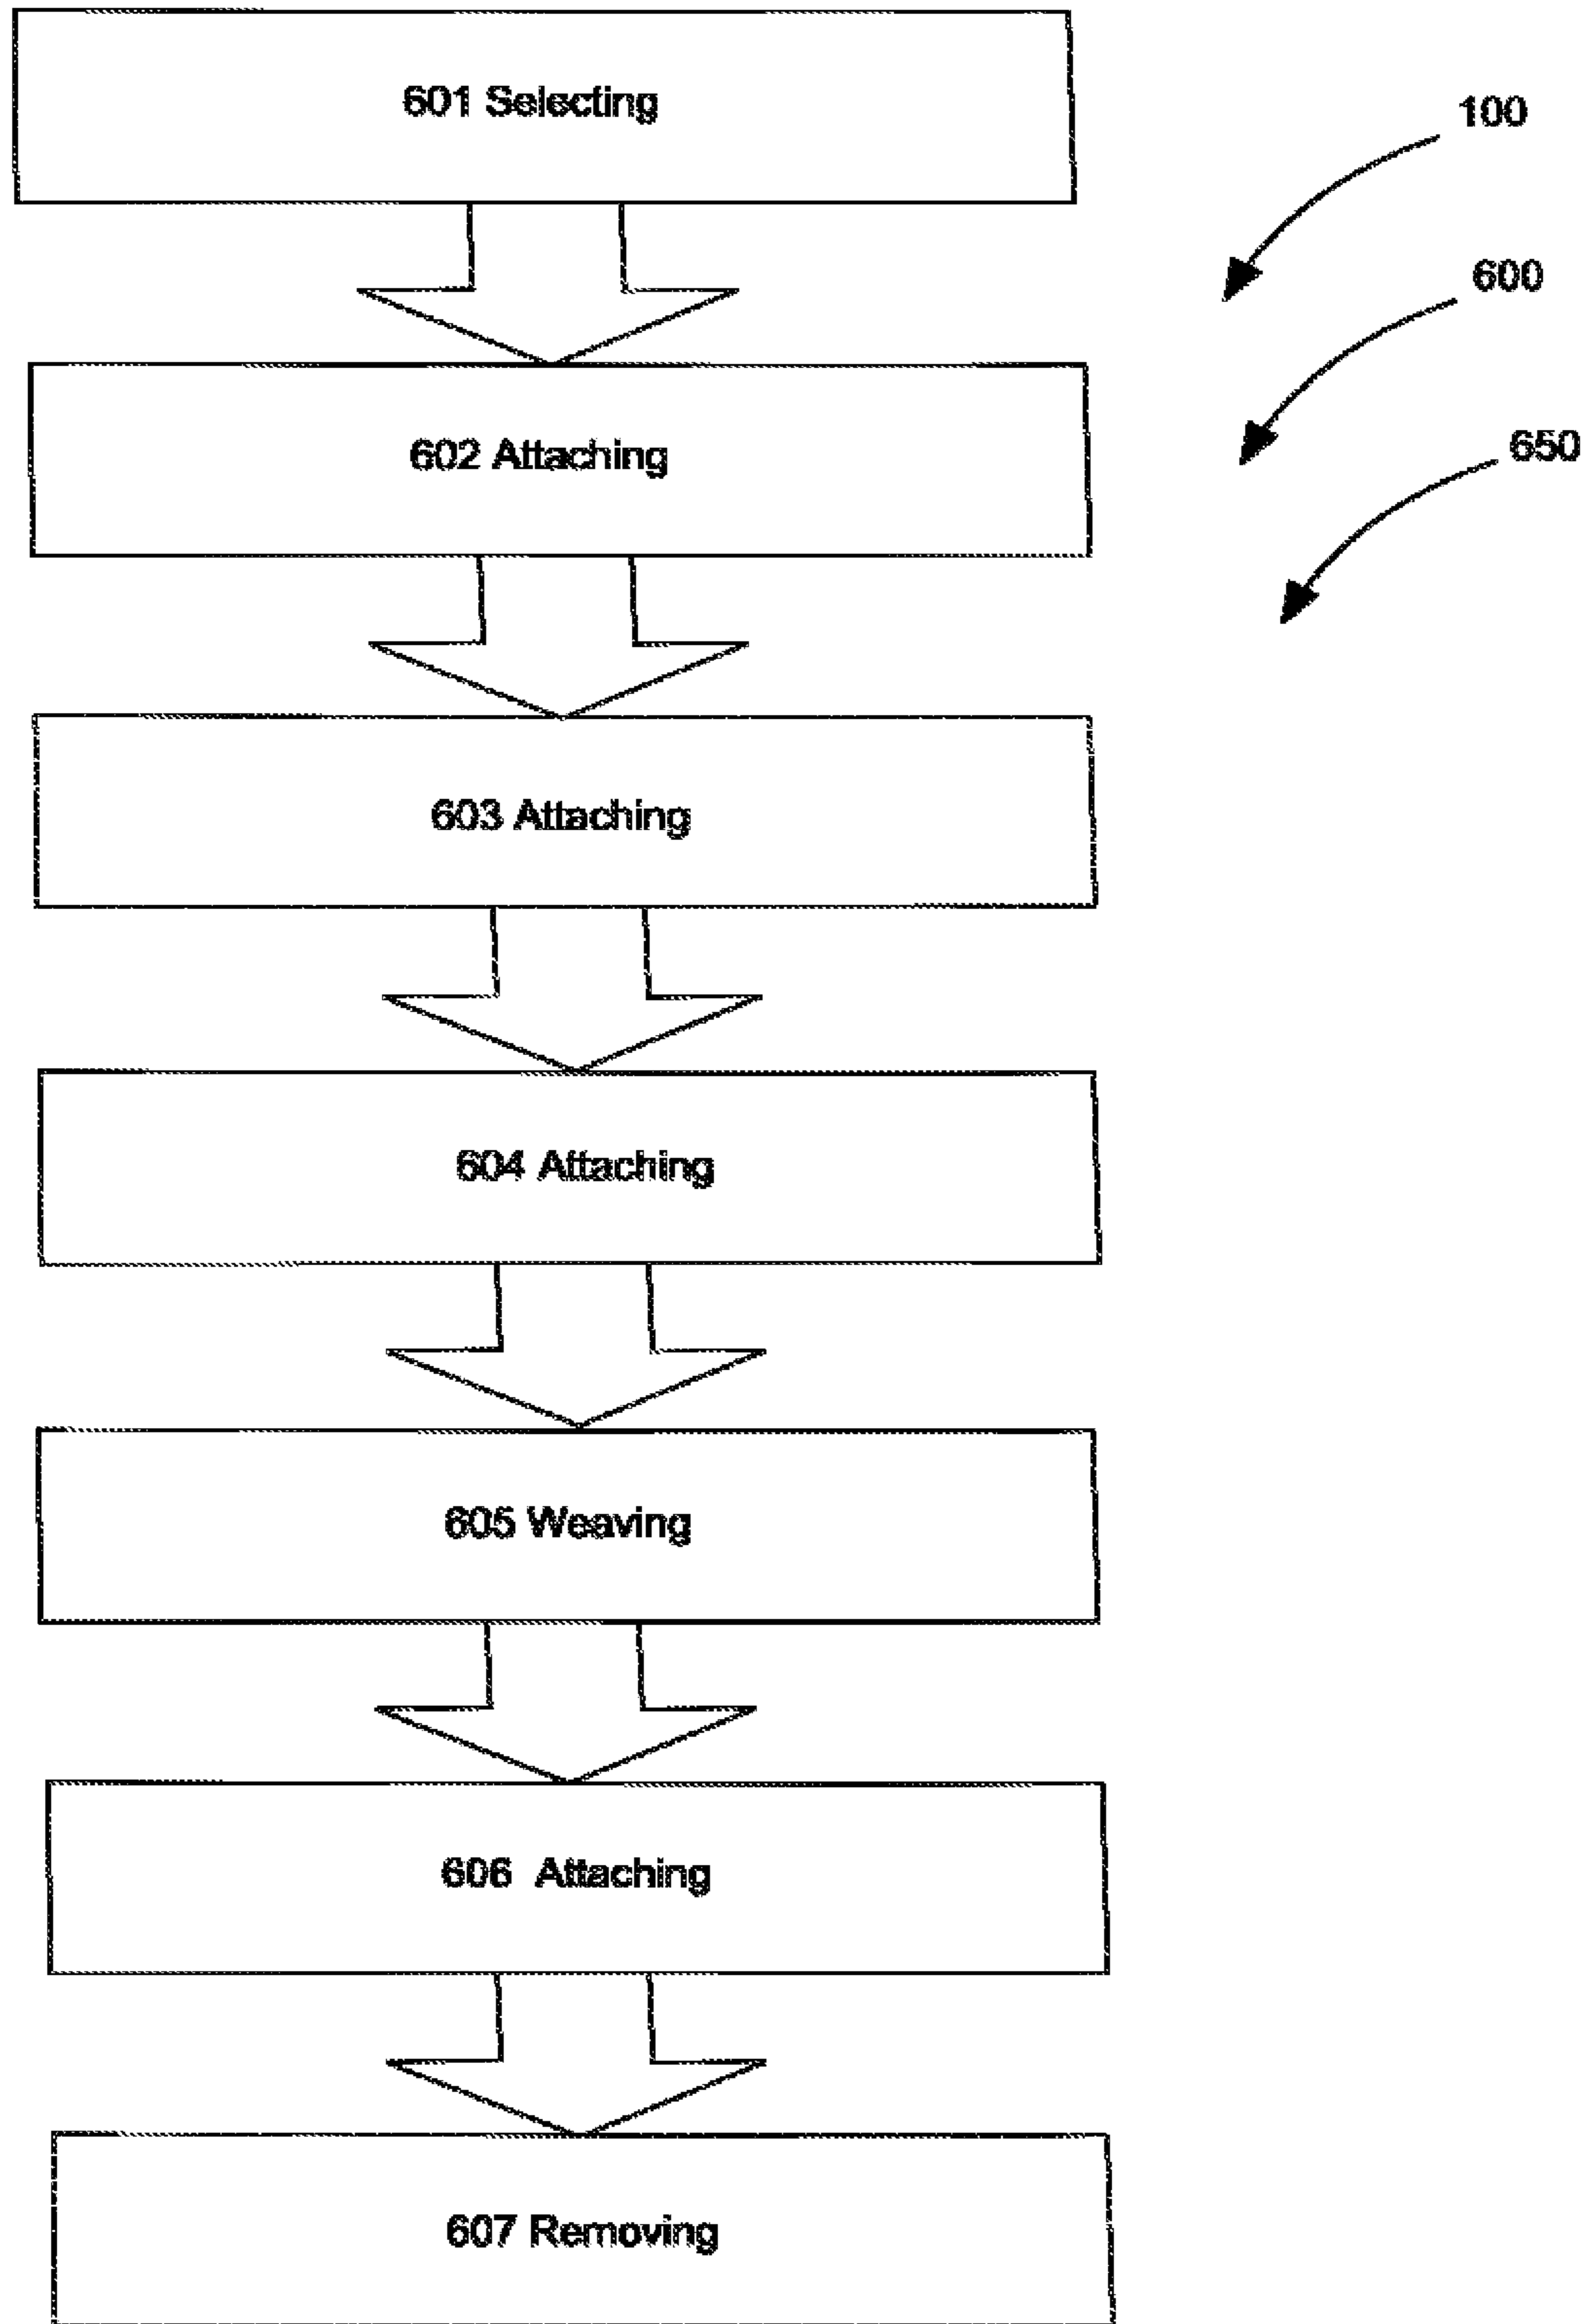 601 Selecting
100
600
602 Attaching
650
603 Attaching
604 Attaching
605 Weaving
606 Attaching
607 Removing